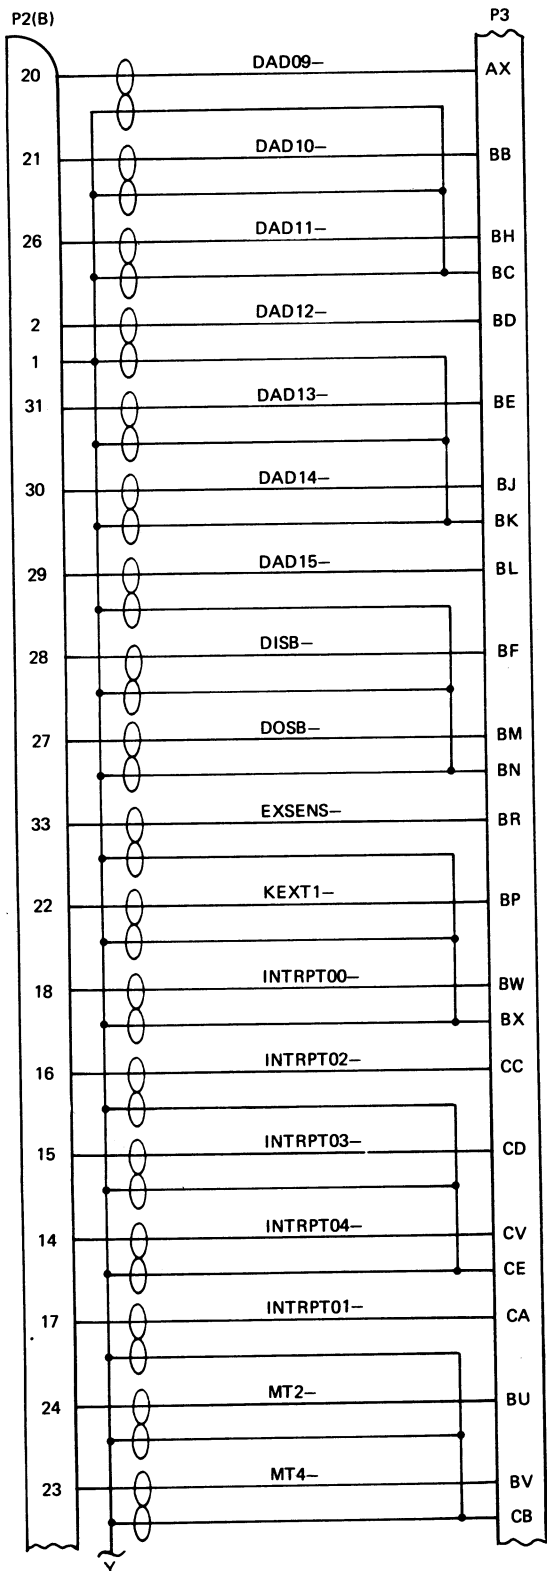 P2(B) P3
20 DAD09– AX
21 DAD10– BB
26 DAD11– BH
BC
2 DAD12– BD
1
31 DAD13– BE
30 DAD14– BJ
BK
29 DAD15– BL
28 DISB– BF
27 DOSB– BM
BN
33 EXSENS– BR
22 KEXT1– BP
18 INTRPT00– BW
BX
16 INTRPT02– CC
15 INTRPT03– CD
14 INTRPT04– CV
CE
17 INTRPT01– CA
24 MT2– BU
23 MT4– BV
CB
Y